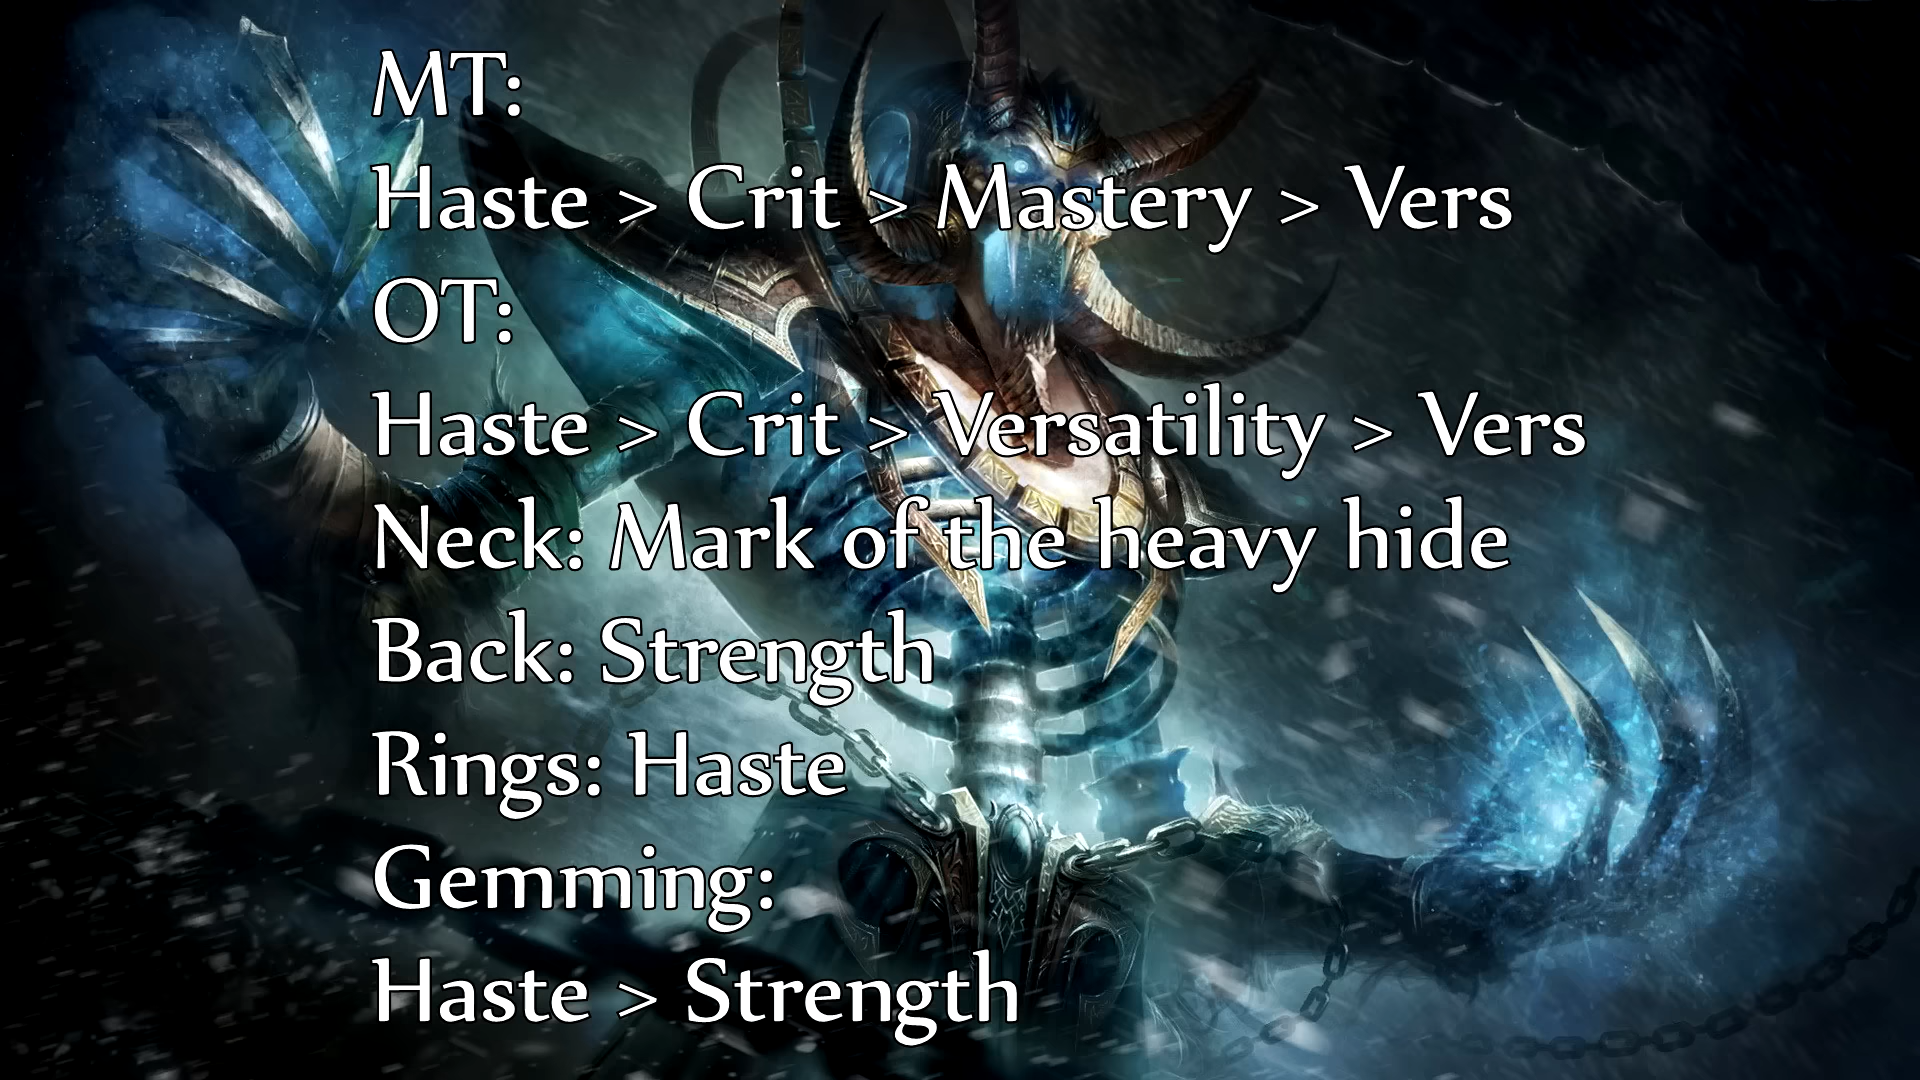 MT:
Haste > Crit > Mastery > Vers
OT:
Haste > Crit > Versatility > Vers
Neck: Mark of the heavy hide
Back: Strength
Rings: Haste
Gemming:
Haste > Strength